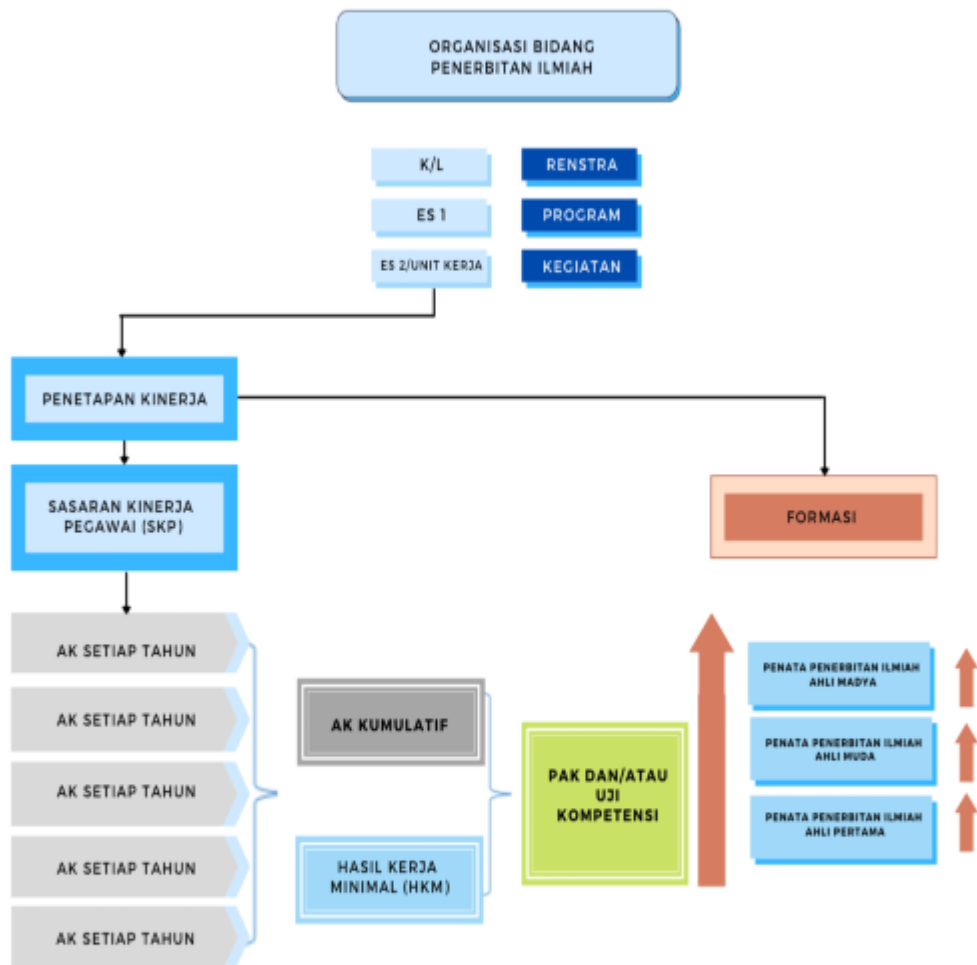 ORGANISASI BIDANG
PENERBITAN ILMIAH
K/L
RENSTRA
ES 1
PROGRAM
ES 2/UNIT KERJA
KEGIATAN
PENETAPAN KINERJA
SASARAN KINERJA
PEGAWAI (SKP)
FORMASI
AK SETIAP TAHUN
AK SETIAP TAHUN
AK SETIAP TAHUN
AK SETIAP TAHUN
AK SETIAP TAHUN
AK KUMULATIF
HASIL KERJA
MINIMAL (HKM)
PAK DAN/ATAU
UJI
KOMPETENSI
PENATA PENERBITAN ILMIAH
AHLI MADYA
PENATA PENERBITAN ILMIAH
AHLI MUDA
PENATA PENERBITAN ILMIAH
AHLI PERTAMA